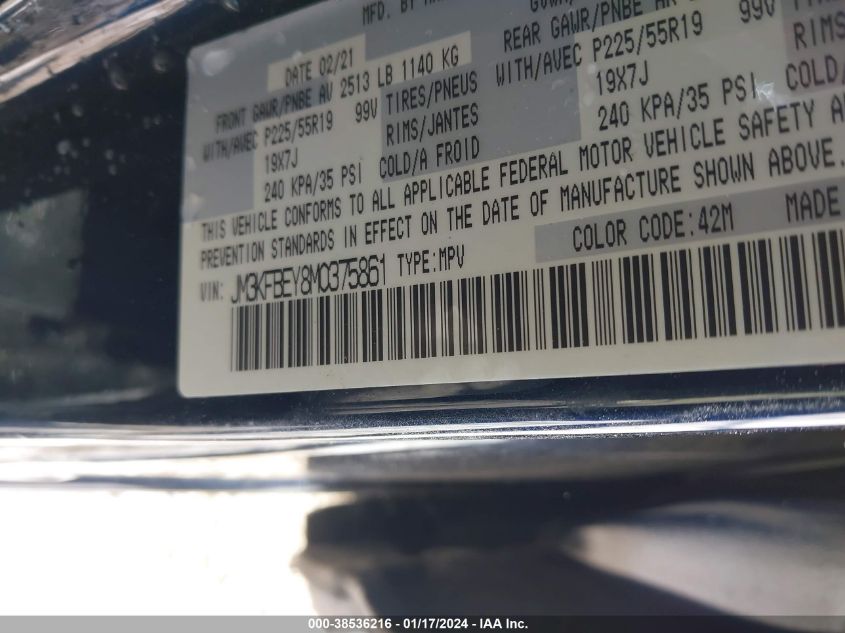 MFD. BY
DATE 02/21
FRONT GAWR/PNBE AV 2513 LB 1140 KG
REAR GAWR/PNBE AR
WITH/AVEC P225/55R19 99V TIRES/PNEUS
WITH/AVEC P225/55R19 99V
19X7J RIMS/JANTES
19X7J RIMS
240 KPA/35 PSI COLD/A FROID
240 KPA/35 PSI COLD/
THIS VEHICLE CONFORMS TO ALL APPLICABLE FEDERAL MOTOR VEHICLE SAFETY
PREVENTION STANDARDS IN EFFECT ON THE DATE OF MANUFACTURE SHOWN ABOVE.
COLOR CODE:42M MADE
VIN: JM3KFBEY8M0375861 TYPE:MPV
000-38536216 - 01/17/2024 - IAA Inc.